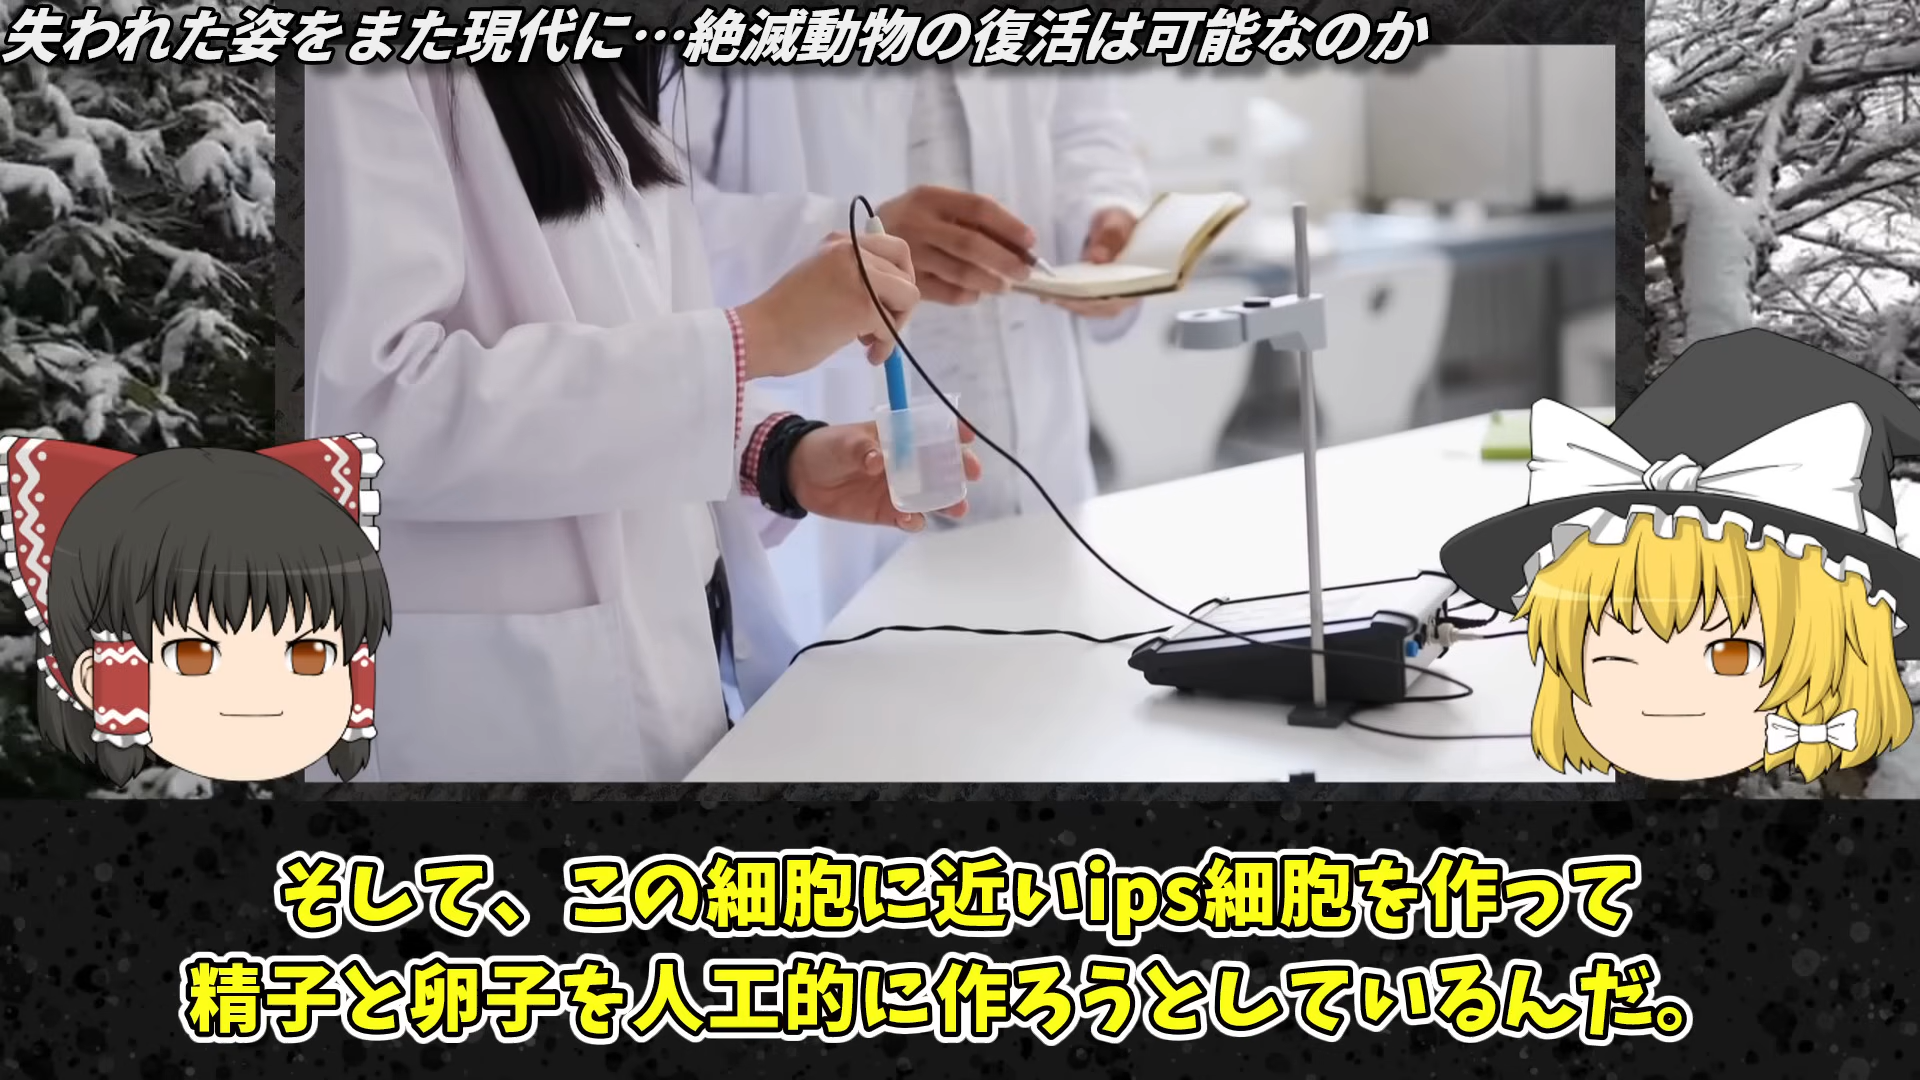 失われた姿をまた現代に…絶滅動物の復活は可能なのか
そして、この細胞に近いips細胞を作って
精子と卵子を人工的に作ろうとしているんだ。